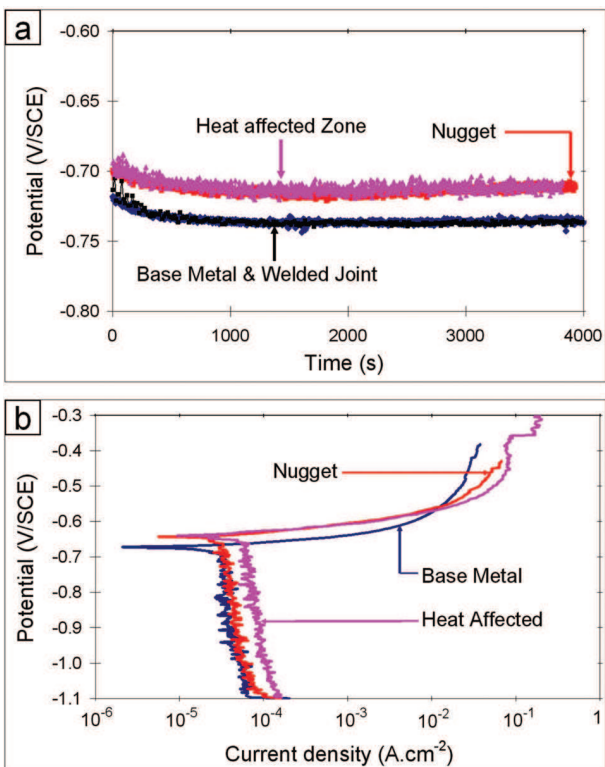 a
-0.60
-0.65
-0.70
-0.75
-0.80
Potential (V/SCE)
Heat affected Zone
Nugget
Base Metal & Welded Joint
0 1000 2000 3000 4000
Time (s)
b
-0.3
-0.4
-0.5
-0.6
-0.7
-0.8
-0.9
-1.0
-1.1
Potential (V/SCE)
Nugget
Base Metal
Heat Affected
10⁻⁶ 10⁻⁵ 10⁻⁴ 10⁻³ 10⁻² 10⁻¹ 1
Current density (A.cm⁻²)